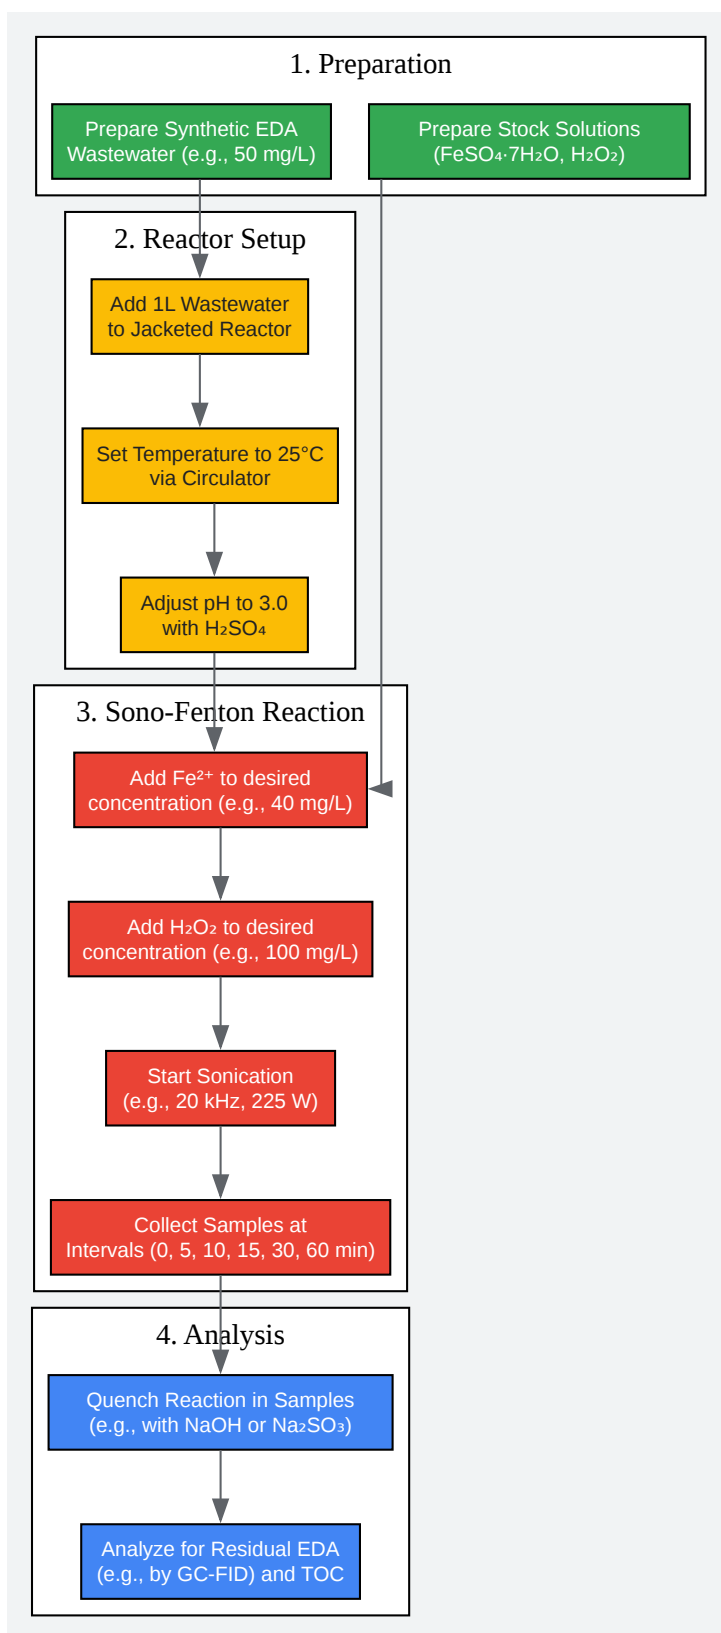 1. Preparation
Prepare Synthetic EDA
Wastewater (e.g., 50 mg/L)
Prepare Stock Solutions
(FeSO₄·7H₂O, H₂O₂)
2. Reactor Setup
Add 1L Wastewater
to Jacketed Reactor
Set Temperature to 25°C
via Circulator
Adjust pH to 3.0
with H₂SO₄
3. Sono-Fenton Reaction
Add Fe²⁺ to desired
concentration (e.g., 40 mg/L)
Add H₂O₂ to desired
concentration (e.g., 100 mg/L)
Start Sonication
(e.g., 20 kHz, 225 W)
Collect Samples at
Intervals (0, 5, 10, 15, 30, 60 min)
4. Analysis
Quench Reaction in Samples
(e.g., with NaOH or Na₂SO₃)
Analyze for Residual EDA
(e.g., by GC-FID) and TOC